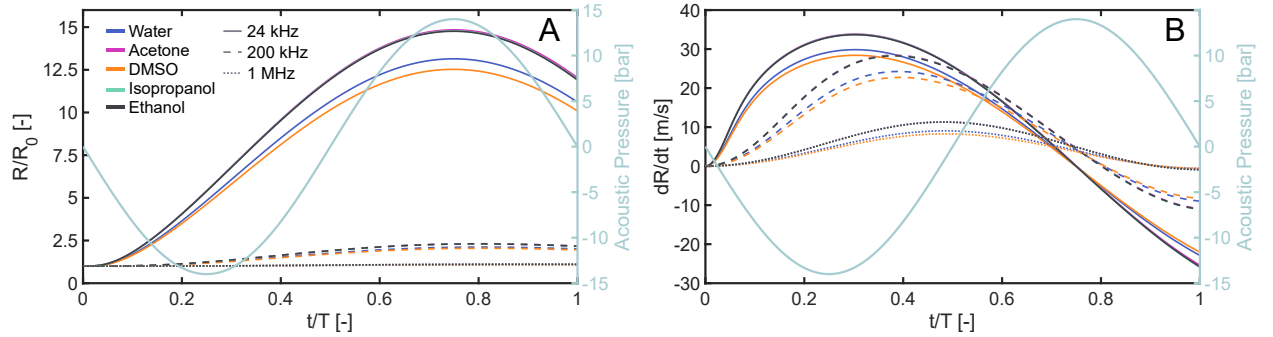 A
Water
Acetone
DMSO
Isopropanol
Ethanol
24 kHz
200 kHz
1 MHz
15
12.5
10
7.5
5
2.5
0
R/R0 [-]
0
0.2
0.4
0.6
0.8
1
t/T [-]
15
10
5
0
-5
-10
-15
Acoustic Pressure [bar]
B
40
30
20
10
0
-10
-20
-30
dR/dt [m/s]
0
0.2
0.4
0.6
0.8
1
t/T [-]
15
10
5
0
-5
-10
-15
Acoustic Pressure [bar]